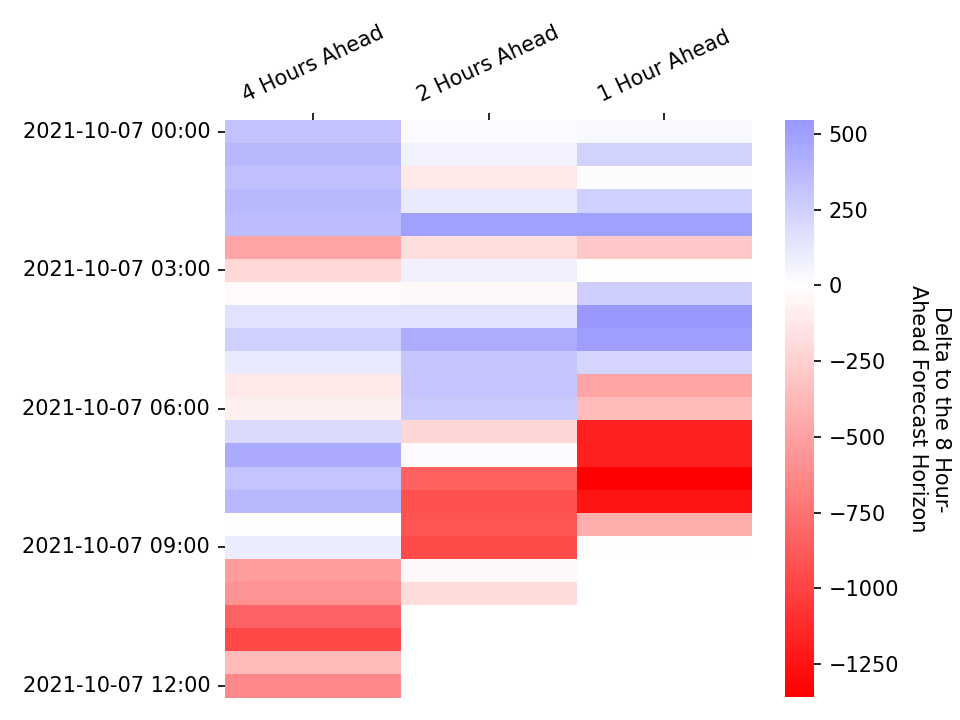 4 Hours Ahead
2 Hours Ahead
1 Hour Ahead
2021-10-07 00:00
2021-10-07 03:00
2021-10-07 06:00
2021-10-07 09:00
2021-10-07 12:00
500
250
0
−250
−500
−750
−1000
−1250
Delta to the 8 Hour-
Ahead Forecast Horizon